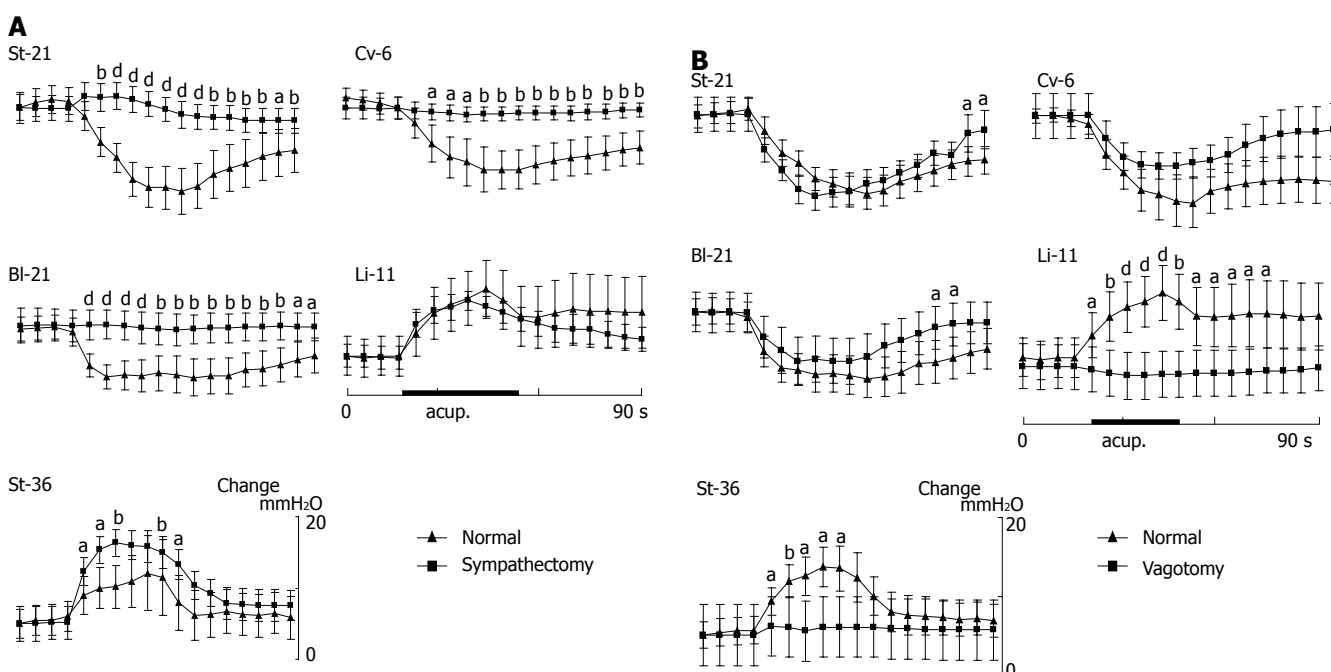 A
St-21
b d d d d d d b b b b a b
Cv-6
a a a b b b b b b b b b b
Bl-21
d d d d b b b b b b b b a a
Li-11
0 acup. 90 s
St-36
a a b b a
Change
mmH₂O
20
0
Normal
Sympathectomy
B
St-21
a a
Cv-6
Bl-21
a a
Li-11
a b d d d b a a a a a
0 acup. 90 s
St-36
a b a a a
Change
mmH₂O
20
0
Normal
Vagotomy